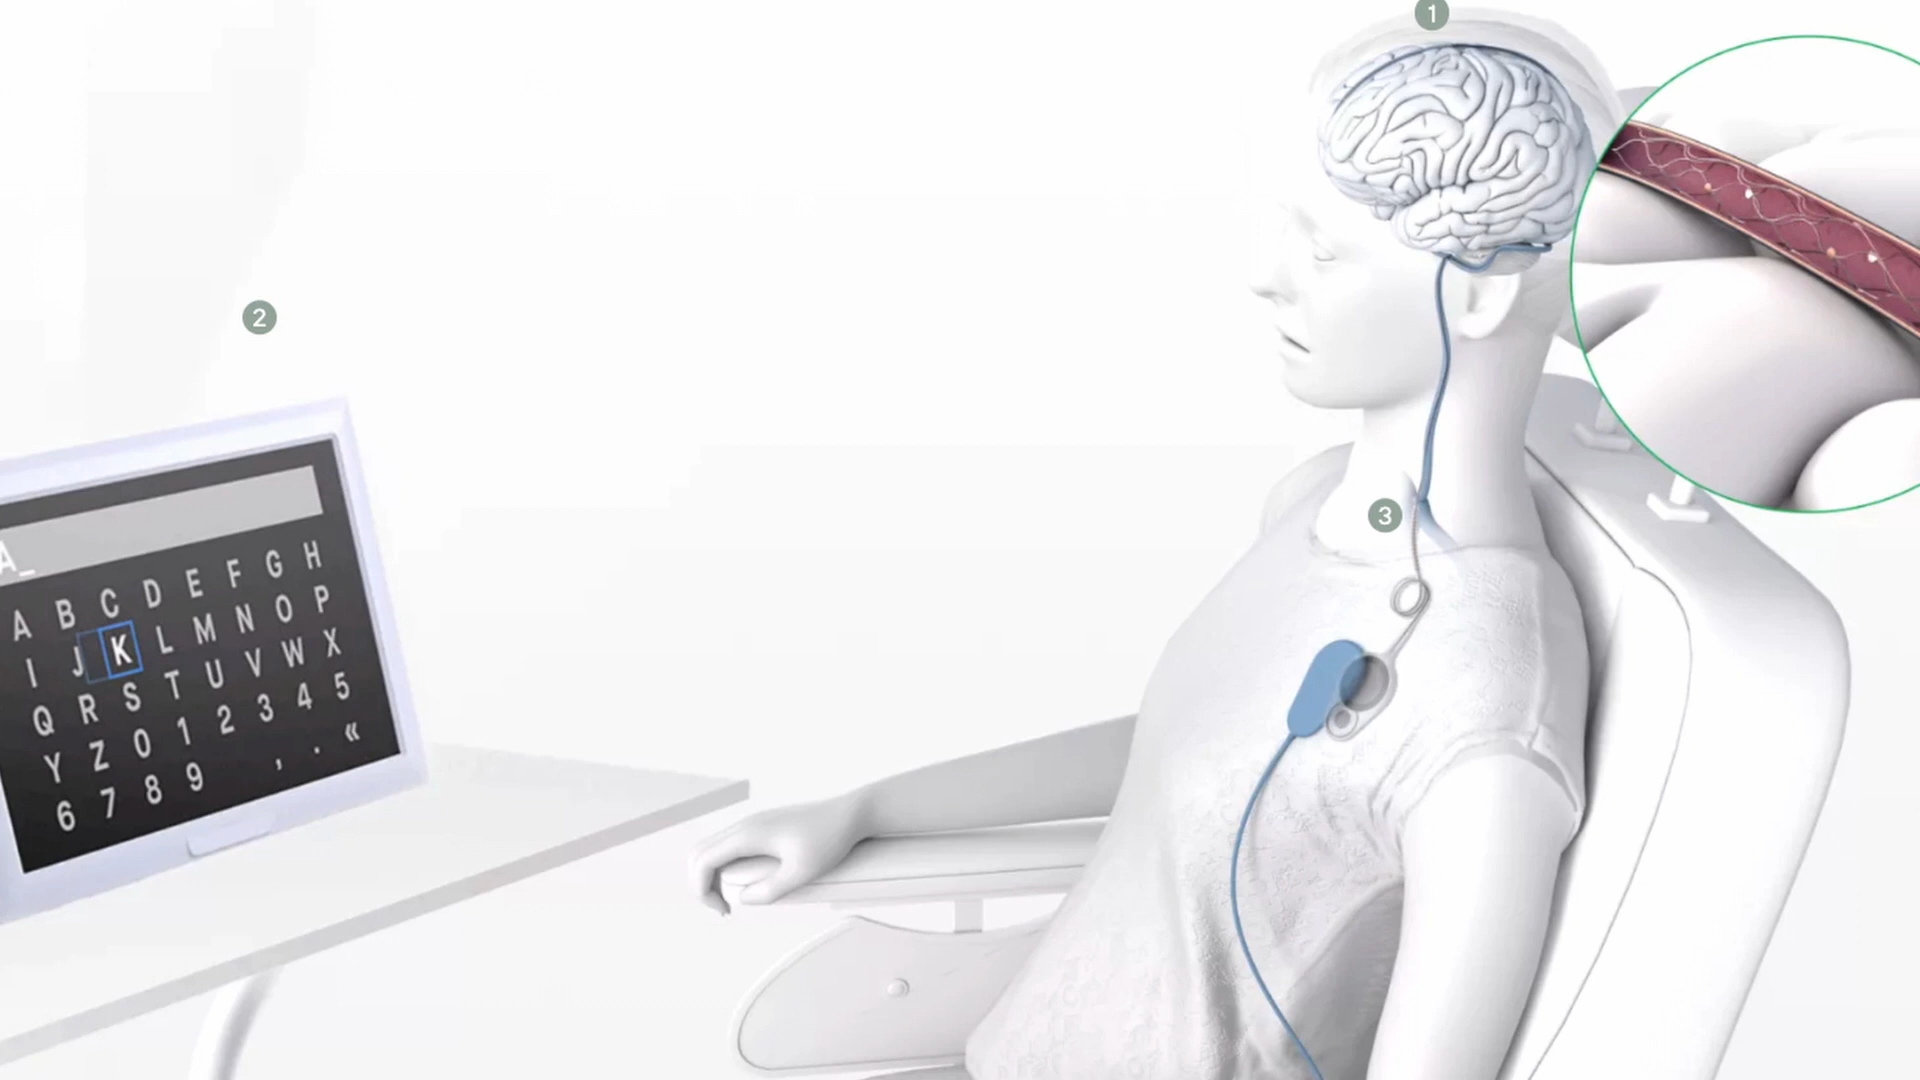 1
2
3
A_
A B C D E F G H
I J K L M N O P
Q R S T U V W X
Y Z 0 1 2 3 4 5
6 7 8 9 , . «